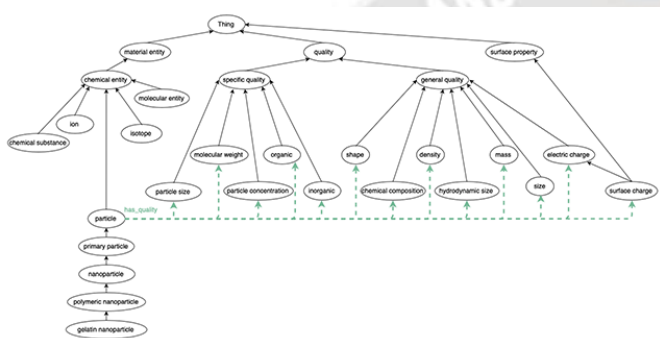 Thing
material entity
quality
surface property
chemical entity
specific quality
general quality
molecular entity
ion
isotope
chemical substance
molecular weight
organic
shape
density
mass
electric charge
particle size
particle concentration
inorganic
chemical composition
hydrodynamic size
size
surface charge
has_quality
particle
primary particle
nanoparticle
polymeric nanoparticle
gelatin nanoparticle